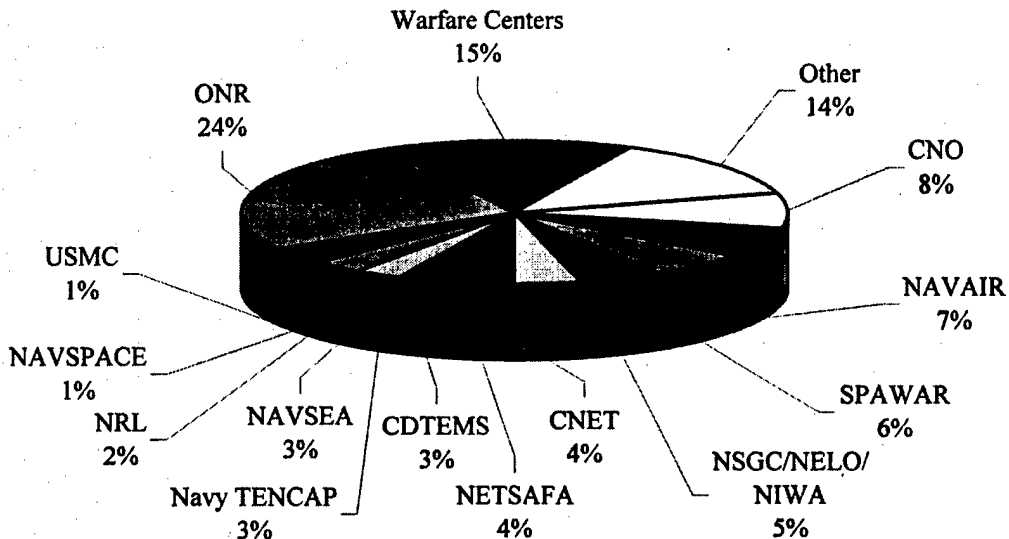 Warfare Centers
15%
Other
14%
ONR
24%
CNO
8%
USMC
1%
NAVAIR
7%
NAVSPACE
1%
SPAWAR
6%
NRL
2%
NAVSEA
3%
CDTEMS
3%
CNET
4%
NSGC/NELO/
NIWA
5%
Navy TENCAP
3%
NETSAFA
4%